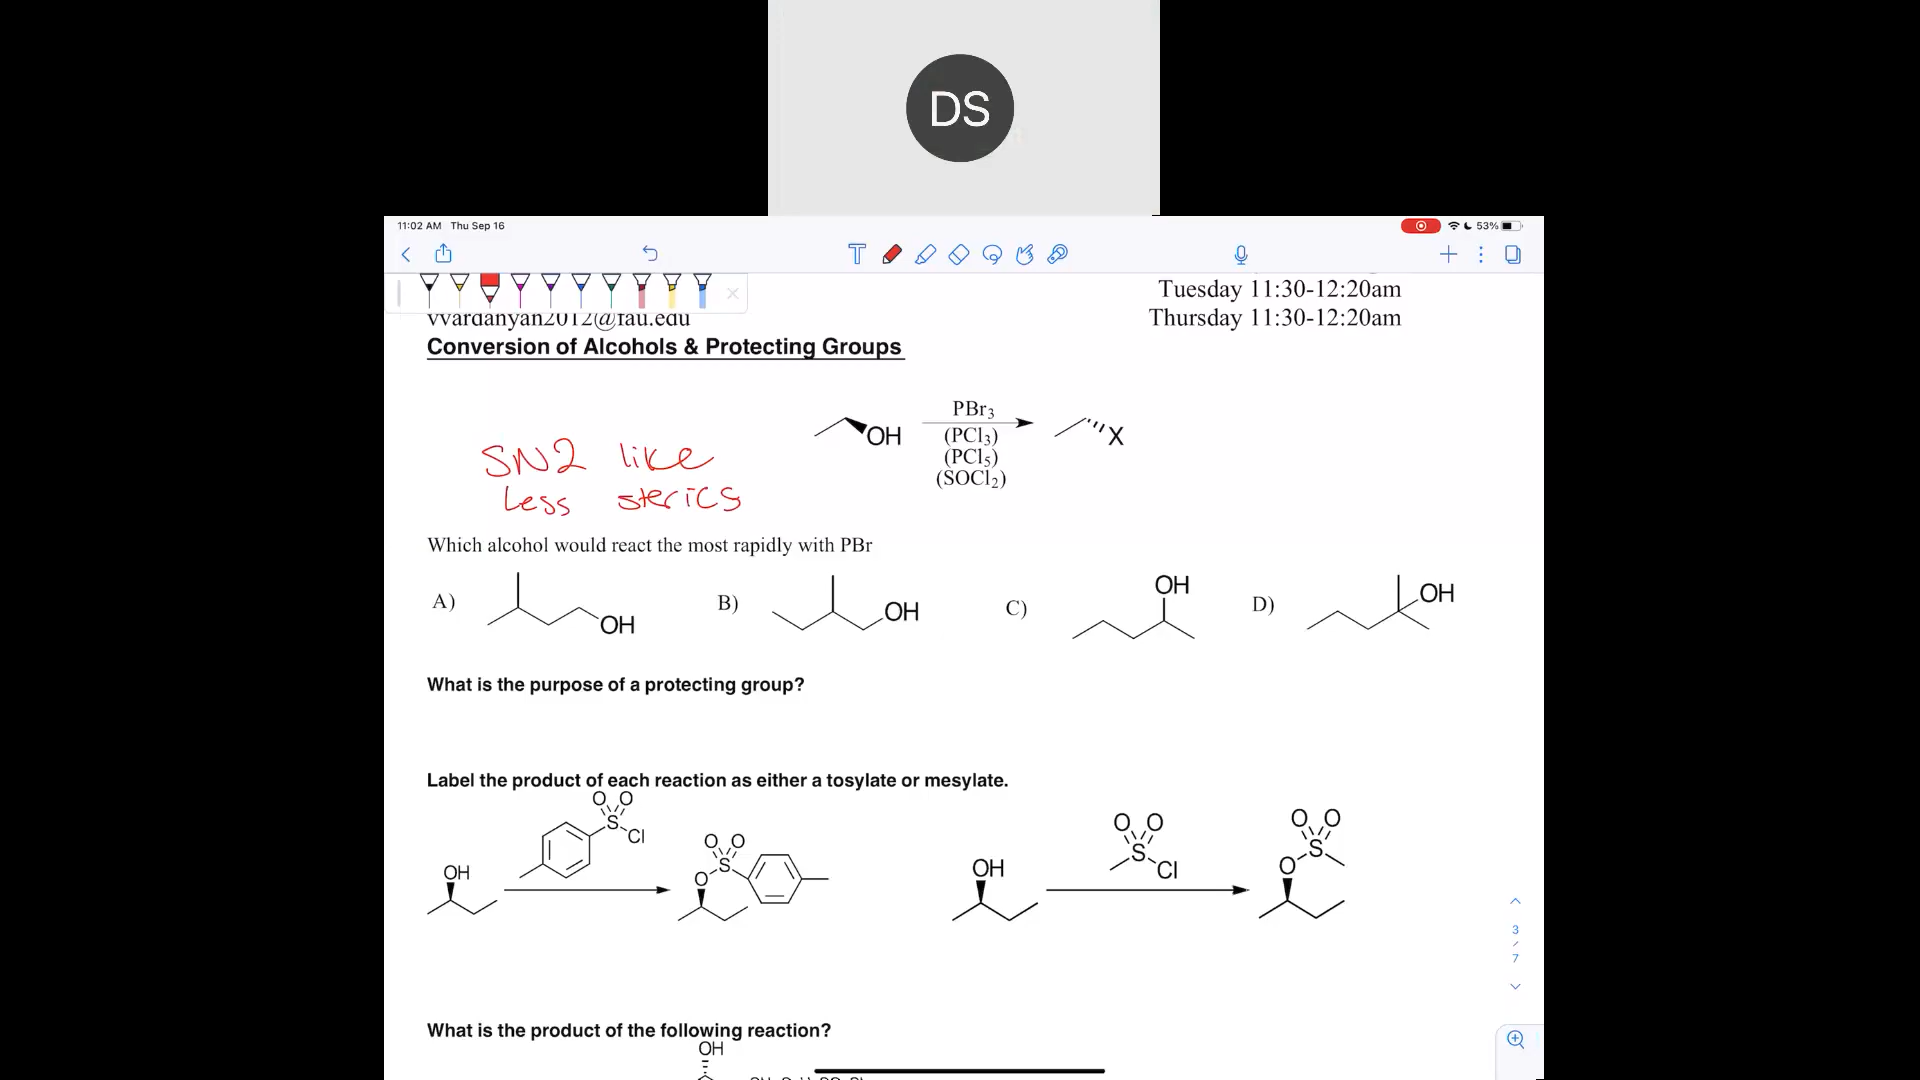 DS
11:02 AM Thu Sep 16
53%
T
Tuesday 11:30-12:20am
vvardanyan2012@fau.edu
Thursday 11:30-12:20am
Conversion of Alcohols & Protecting Groups
PBr3
OH
(PCl3)
X
(PCl5)
(SOCl2)
SN2 like
Less sterics
Which alcohol would react the most rapidly with PBr
A)
OH
B)
OH
C)
OH
D)
OH
What is the purpose of a protecting group?
Label the product of each reaction as either a tosylate or mesylate.
O O
S
Cl
OH
O O
S
O
O O
S
Cl
OH
O O
S
O
3
7
What is the product of the following reaction?
OH